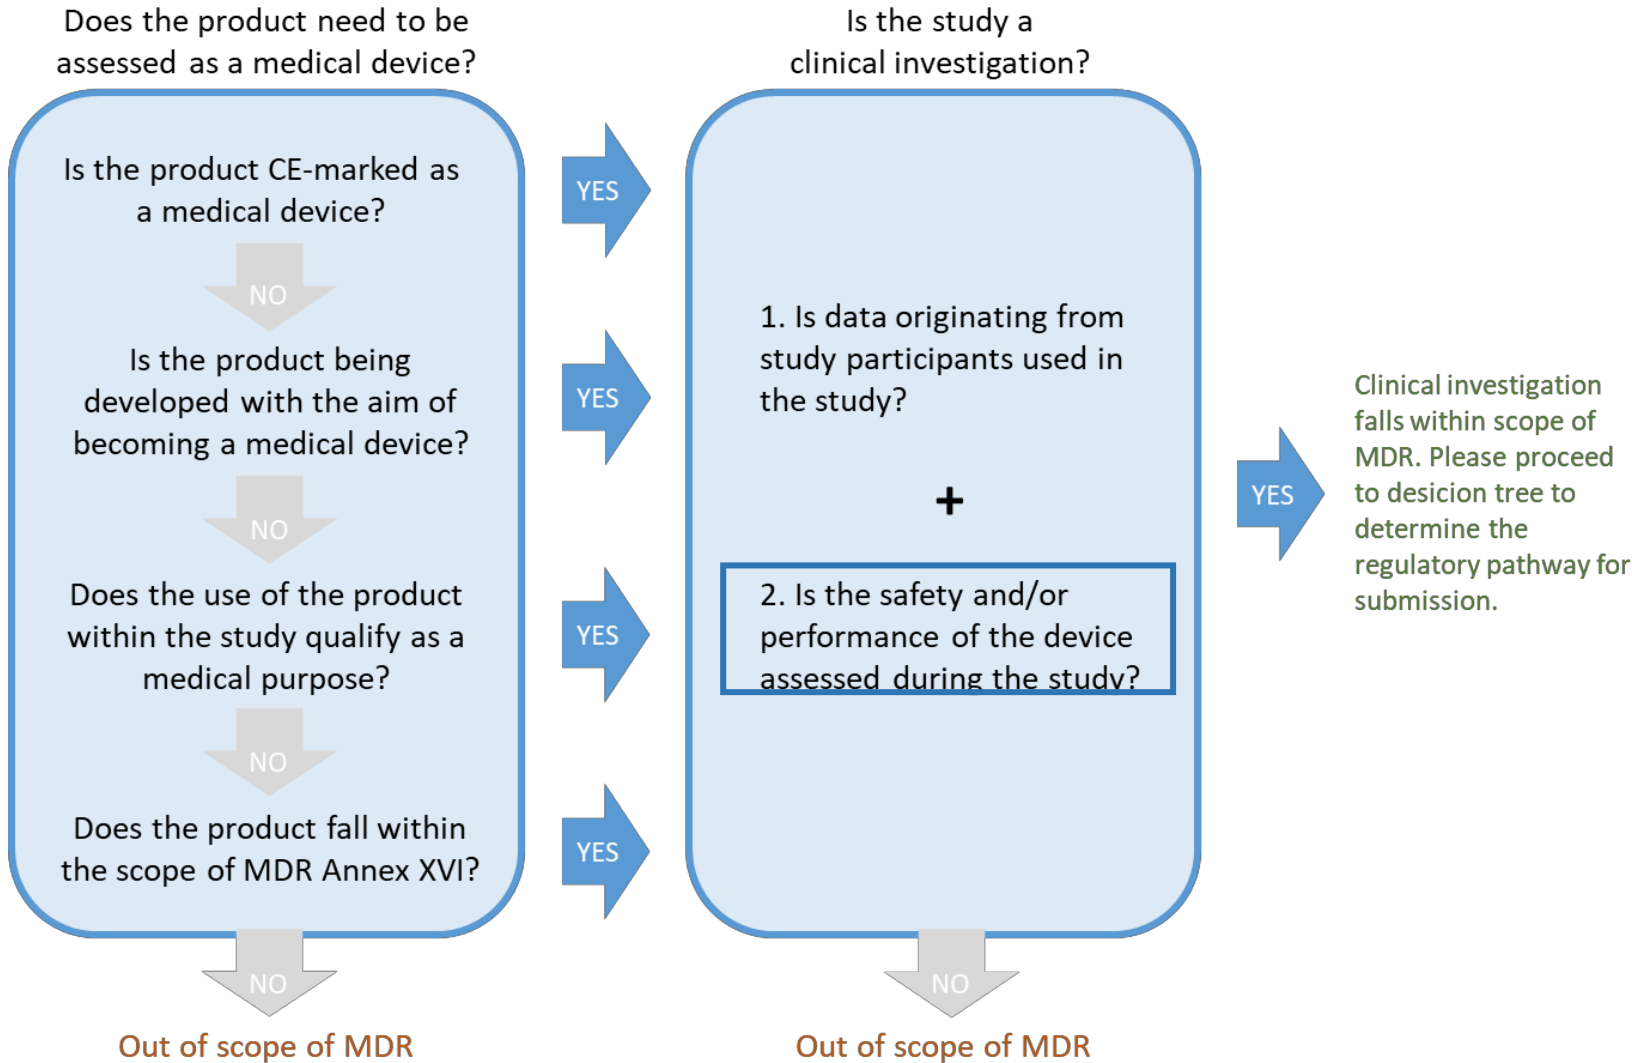 Does the product need to be
assessed as a medical device?
Is the product CE-marked as
a medical device?
YES
NO
Is the product being
developed with the aim of
becoming a medical device?
YES
NO
Does the use of the product
within the study qualify as a
medical purpose?
YES
NO
Does the product fall within
the scope of MDR Annex XVI?
YES
NO
Out of scope of MDR
Is the study a
clinical investigation?
1. Is data originating from
study participants used in
the study?
+
2. Is the safety and/or
performance of the device
assessed during the study?
YES
NO
Out of scope of MDR
Clinical investigation
falls within scope of
MDR. Please proceed
to desicion tree to
determine the
regulatory pathway for
submission.